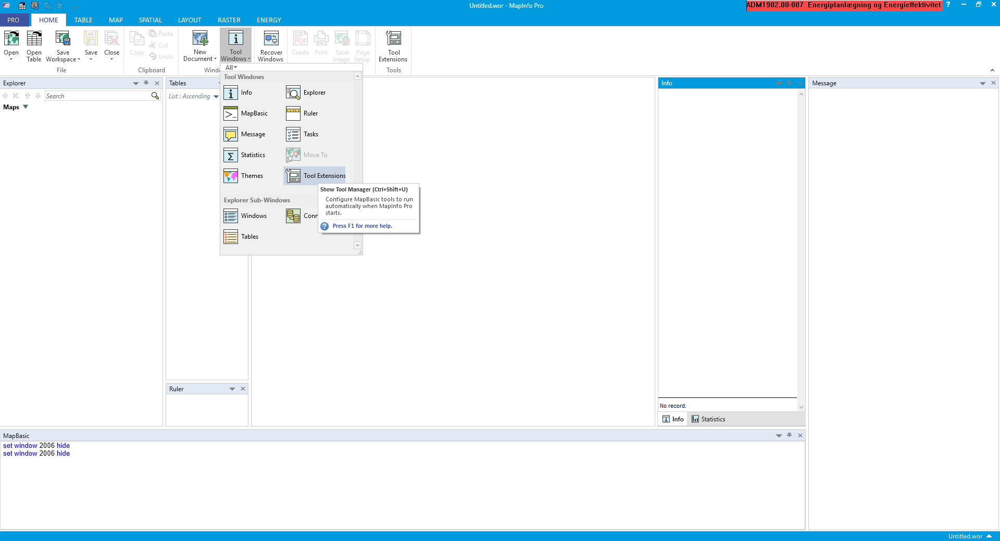 Untitled.wor - MapInfo Pro
ADM1902.00-007 Energiplanlægning og Energieffektivitet
?
PRO
HOME
TABLE
MAP
SPATIAL
LAYOUT
RASTER
ENERGY
Open
Open Table
Save Workspace
Save
Close
Copy
Paste
Cut
Undo
New Document
Tool Windows
Recover Windows
Create
Print
Save Image
Page Setup
Tool Extensions
File
Clipboard
Tools
All
Tool Windows
Info
Explorer
MapBasic
Ruler
Message
Tasks
Statistics
Move To
Themes
Tool Extensions
Explorer Sub-Windows
Windows
Tables
Show Tool Manager (Ctrl+Shift+U)
Configure MapBasic tools to run
automatically when MapInfo Pro
starts.
Press F1 for more help.
Explorer
Search
Maps
Tables
List : Ascending
Ruler
Info
No record.
Info
Statistics
Message
MapBasic
set window 2006 hide
set window 2006 hide
Untitled.wor